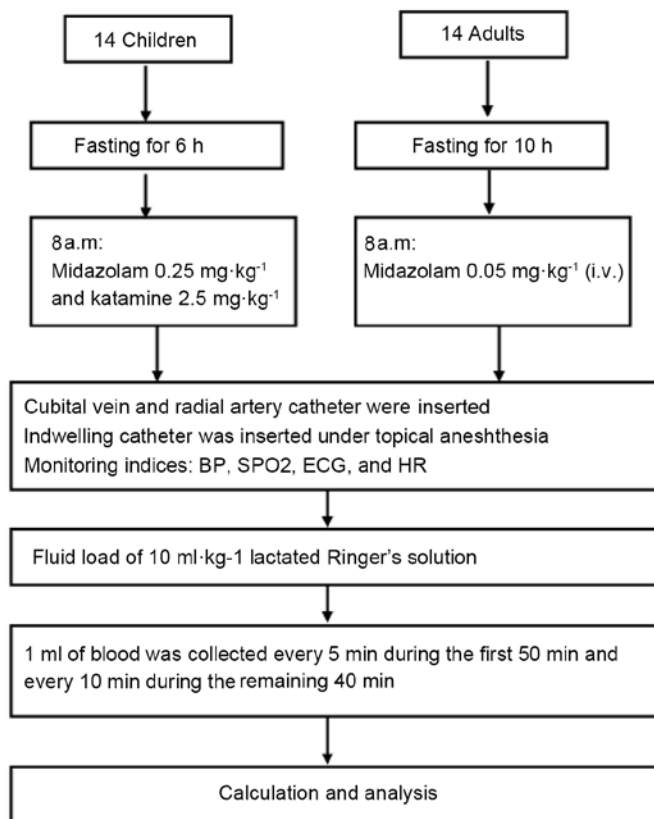 14 Children
14 Adults
Fasting for 6 h
Fasting for 10 h
8a.m:
Midazolam 0.25 mg·kg⁻¹
and katamine 2.5 mg·kg⁻¹
8a.m:
Midazolam 0.05 mg·kg⁻¹ (i.v.)
Cubital vein and radial artery catheter were inserted
Indwelling catheter was inserted under topical aneshthesia
Monitoring indices: BP, SPO2, ECG, and HR
Fluid load of 10 ml·kg-1 lactated Ringer's solution
1 ml of blood was collected every 5 min during the first 50 min and
every 10 min during the remaining 40 min
Calculation and analysis